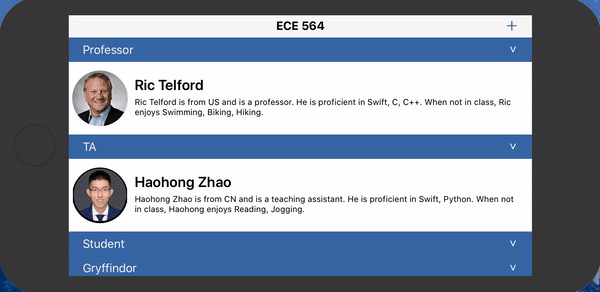 ECE 564 +
Professor v
Ric Telford
Ric Telford is from US and is a professor. He is proficient in Swift, C, C++. When not in class, Ric
enjoys Swimming, Biking, Hiking.
TA v
Haohong Zhao
Haohong Zhao is from CN and is a teaching assistant. He is proficient in Swift, Python. When not
in class, Haohong enjoys Reading, Jogging.
Student v
Gryffindor v